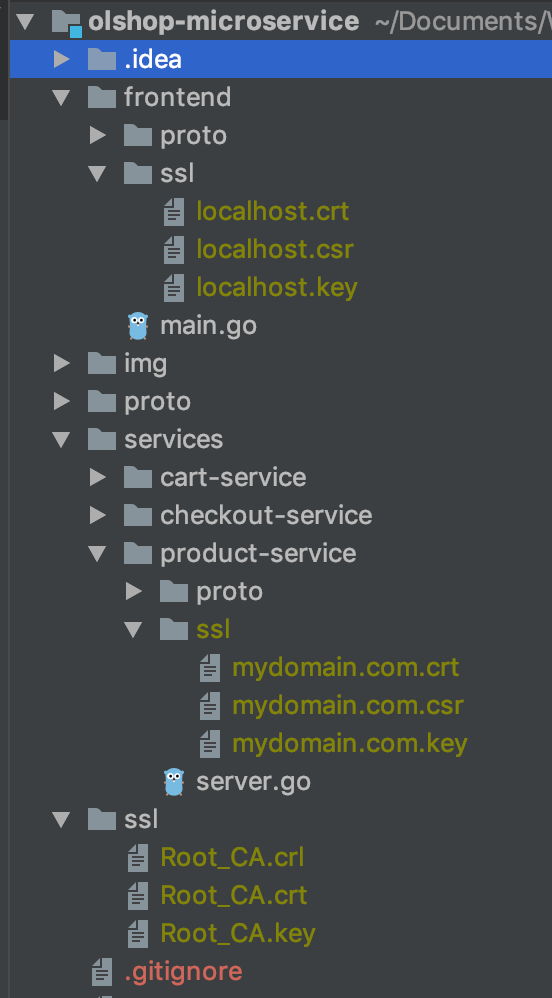 olshop-microservice ~/Documents/
.idea
frontend
proto
ssl
localhost.crt
localhost.csr
localhost.key
main.go
img
proto
services
cart-service
checkout-service
product-service
proto
ssl
mydomain.com.crt
mydomain.com.csr
mydomain.com.key
server.go
ssl
Root_CA.crl
Root_CA.crt
Root_CA.key
.gitignore